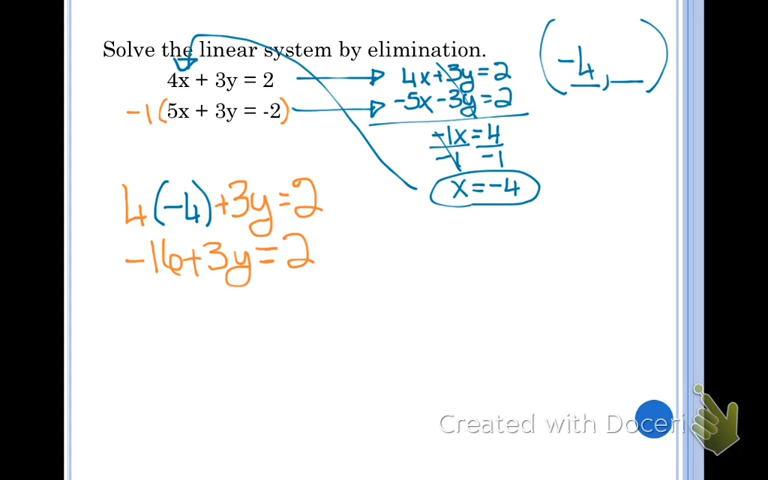 Solve the linear system by elimination.
4x + 3y = 2
-1(5x + 3y = -2)
4x+3y=2
-5x-3y=2
-1x=4
-1 -1
x=-4
(-4,__)
4(-4)+3y=2
-16+3y=2
Created with Doceri